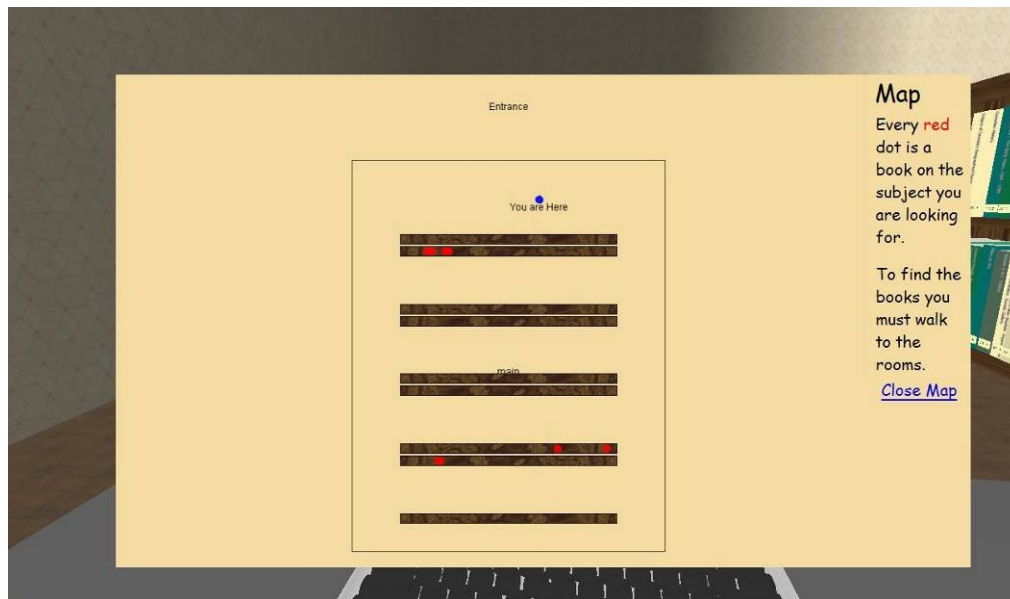 Entrance
You are Here
main
Map
Every red
dot is a
book on the
subject you
are looking
for.
To find the
books you
must walk
to the
rooms.
Close Map